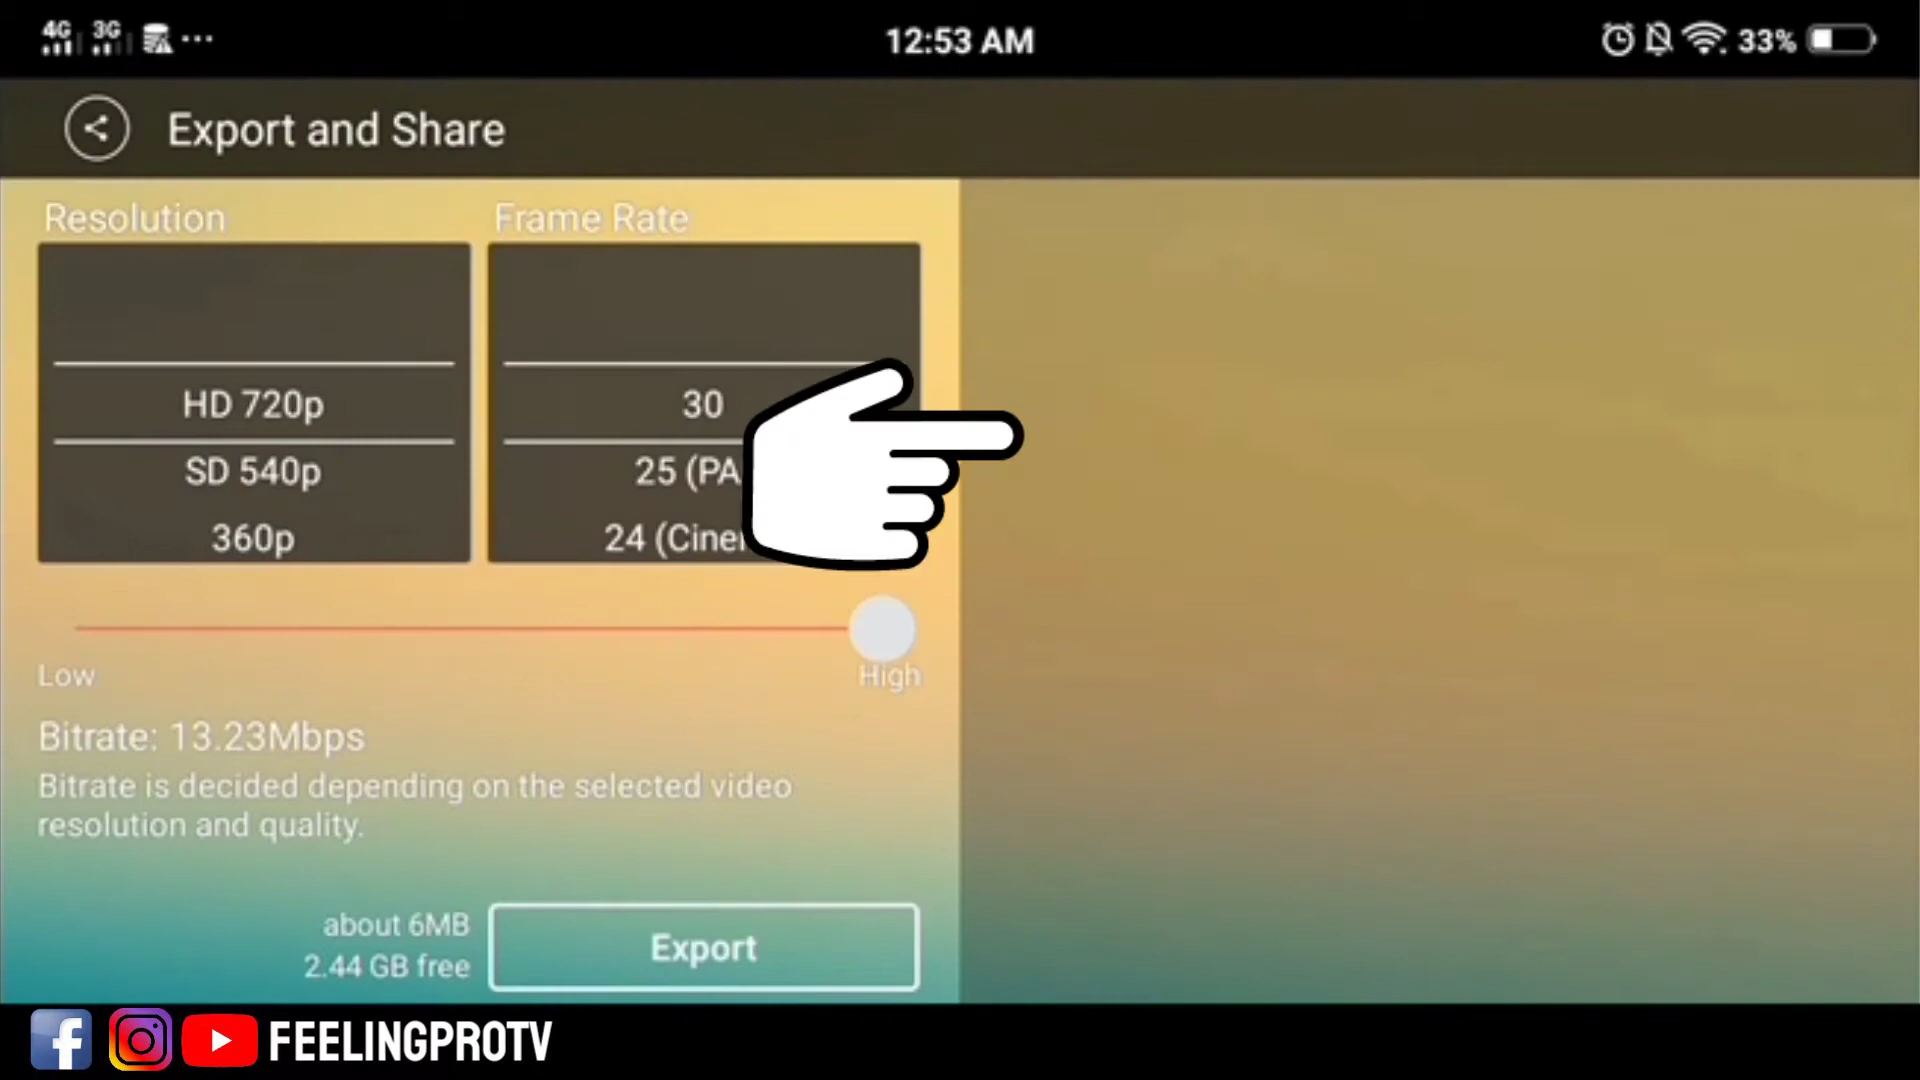 4G 3G
12:53 AM
33%
Export and Share
Resolution
Frame Rate
HD 720p
SD 540p
360p
30
25 (PA
24 (Cine
Low
High
Bitrate: 13.23Mbps
Bitrate is decided depending on the selected video
resolution and quality.
about 6MB
2.44 GB free
Export
FEELINGPROTV